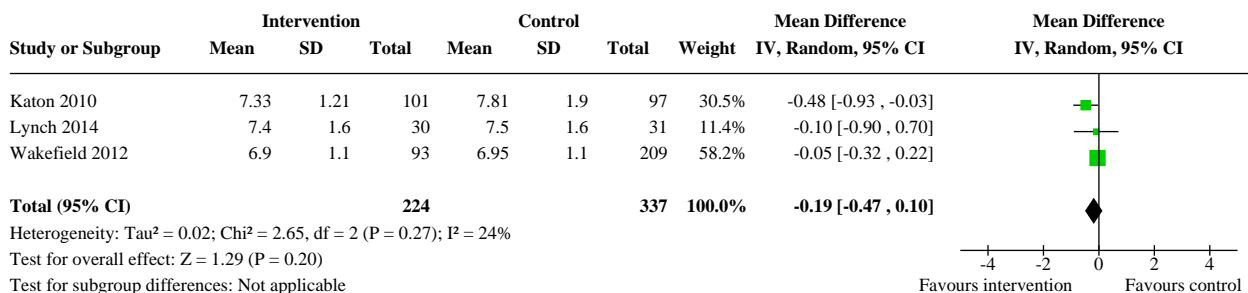 Intervention Control Mean Difference Mean Difference
Study or Subgroup Mean SD Total Mean SD Total Weight IV, Random, 95% CI IV, Random, 95% CI
Katon 2010 7.33 1.21 101 7.81 1.9 97 30.5% -0.48 [-0.93 , -0.03]
Lynch 2014 7.4 1.6 30 7.5 1.6 31 11.4% -0.10 [-0.90 , 0.70]
Wakefield 2012 6.9 1.1 93 6.95 1.1 209 58.2% -0.05 [-0.32 , 0.22]
Total (95% CI) 224 337 100.0% -0.19 [-0.47 , 0.10]
Heterogeneity: Tau² = 0.02; Chi² = 2.65, df = 2 (P = 0.27); I² = 24%
Test for overall effect: Z = 1.29 (P = 0.20) -4 -2 0 2 4
Test for subgroup differences: Not applicable Favours intervention Favours control